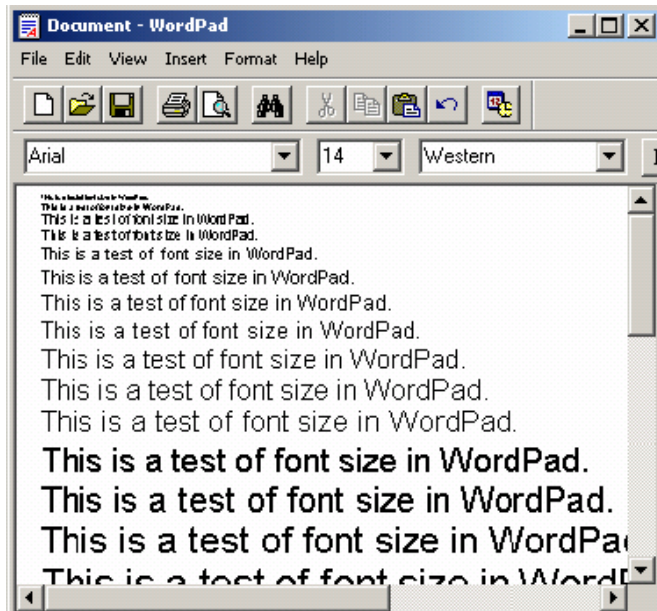 Document - WordPad
File Edit View Insert Format Help
Arial 14 Western
This is a test of font size in WordPad.
This is a test of font size in WordPad.
This is a test of font size in WordPad.
This is a test of font size in WordPad.
This is a test of font size in WordPad.
This is a test of font size in WordPad.
This is a test of font size in WordPad.
This is a test of font size in WordPad.
This is a test of font size in WordPad.
This is a test of font size in WordPad.
This is a test of font size in WordPad.
This is a test of font size in WordPad.
This is a test of font size in WordPa
This is a test of font size in Word